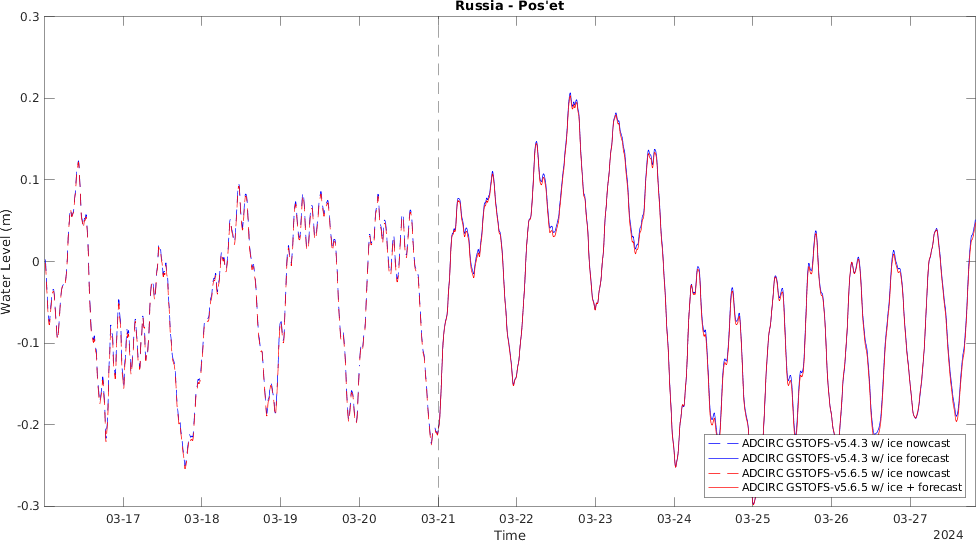 Russia - Pos'et
0.3
0.2
0.1
0
-0.1
-0.2
-0.3
Water Level (m)
ADCIRC GSTOFS-v5.4.3 w/ ice nowcast
ADCIRC GSTOFS-v5.4.3 w/ ice forecast
ADCIRC GSTOFS-v5.6.5 w/ ice nowcast
ADCIRC GSTOFS-v5.6.5 w/ ice + forecast
03-17 03-18 03-19 03-20 03-21 03-22 03-23 03-24 03-25 03-26 03-27
Time
2024